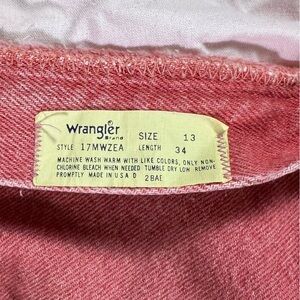 Wrangler SIZE 13
Brand
STYLE 17MWZEA LENGTH 34
MACHINE WASH WARM WITH LIKE COLORS, ONLY NON-
CHLORINE BLEACH WHEN NEEDED TUMBLE DRY LOW REMOVE
PROMPTLY MADE IN U S A D 2BAE